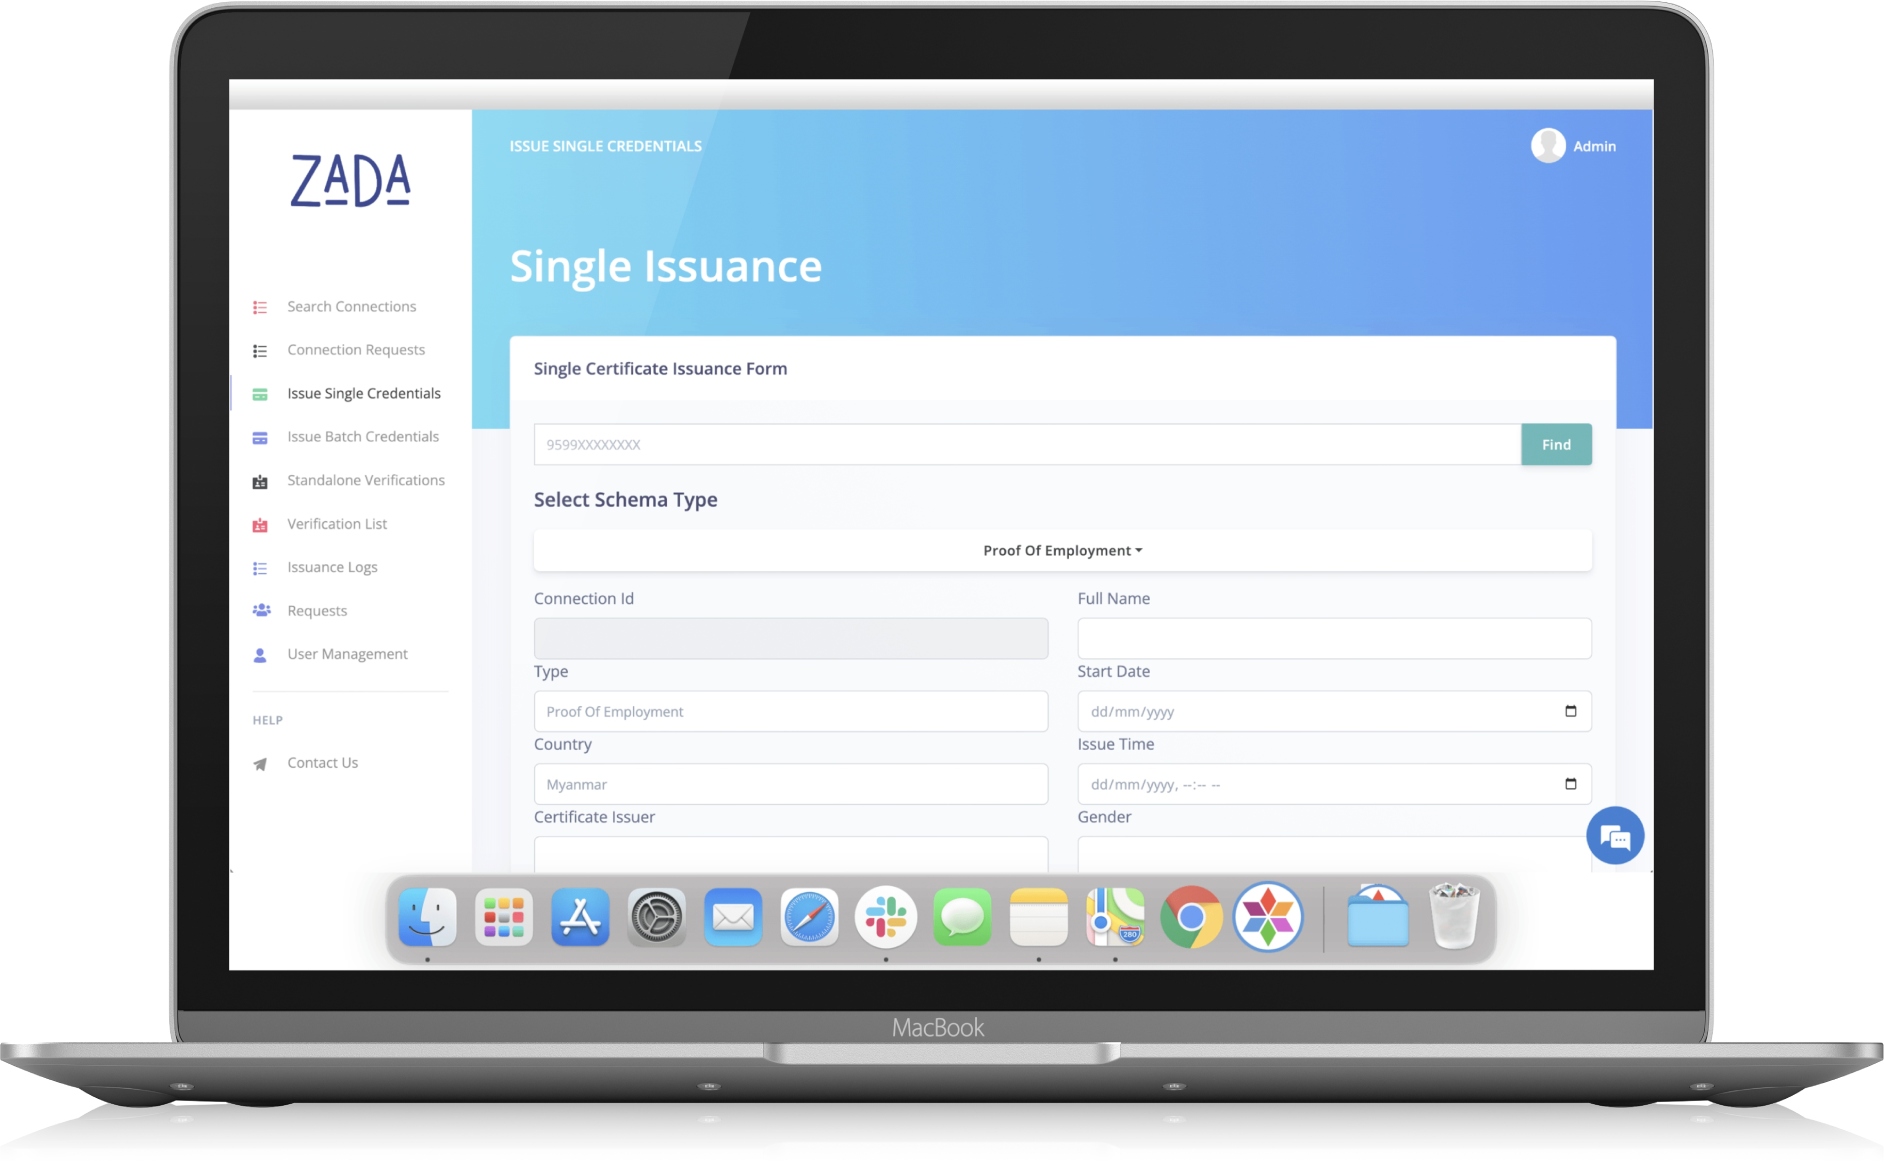 ZADA
Search Connections
Connection Requests
Issue Single Credentials
Issue Batch Credentials
Standalone Verifications
Verification List
Issuance Logs
Requests
User Management
HELP
Contact Us
ISSUE SINGLE CREDENTIALS
Admin
Single Issuance
Single Certificate Issuance Form
9599XXXXXXXX
Find
Select Schema Type
Proof Of Employment
Connection Id
Full Name
Type
Start Date
Proof Of Employment
dd/mm/yyyy
Country
Issue Time
Myanmar
dd/mm/yyyy, --:-- --
Certificate Issuer
Gender
280
MacBook